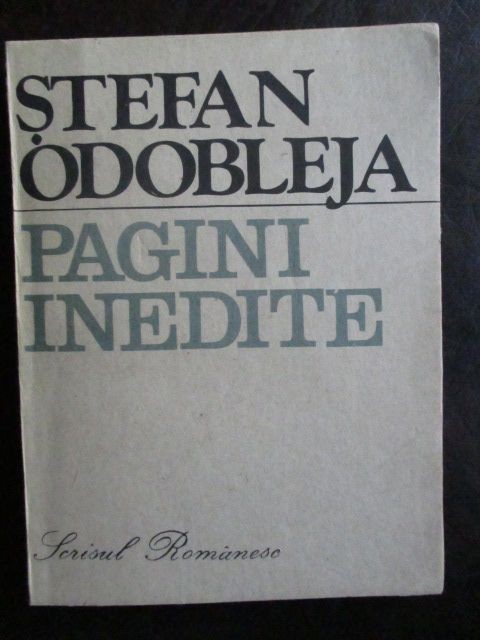 ȘTEFAN
ODOBLEJA
PAGINI
INEDITE
Scrisul Românesc